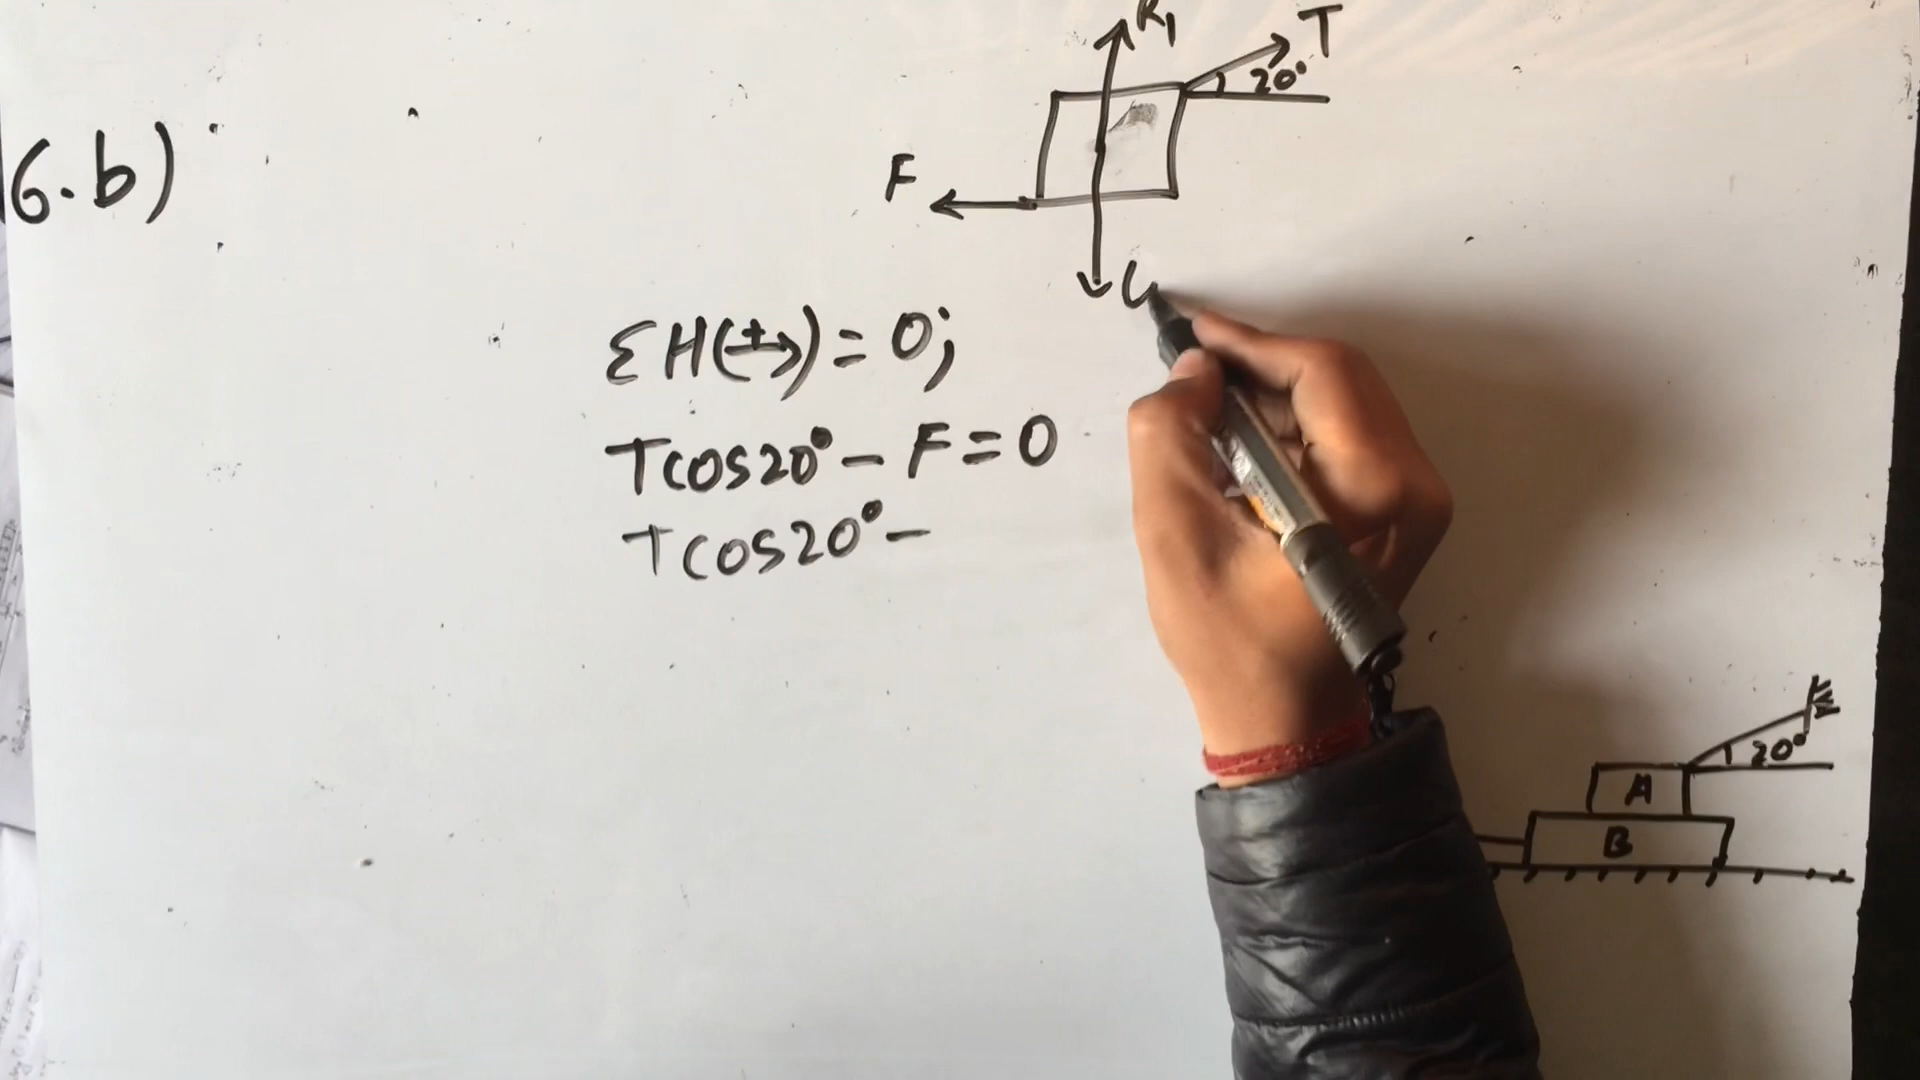 6.b)
R1
T
20°
F
ΣH(+→) = 0;
Tcos20° - F = 0
Tcos20° -
20°
A
B